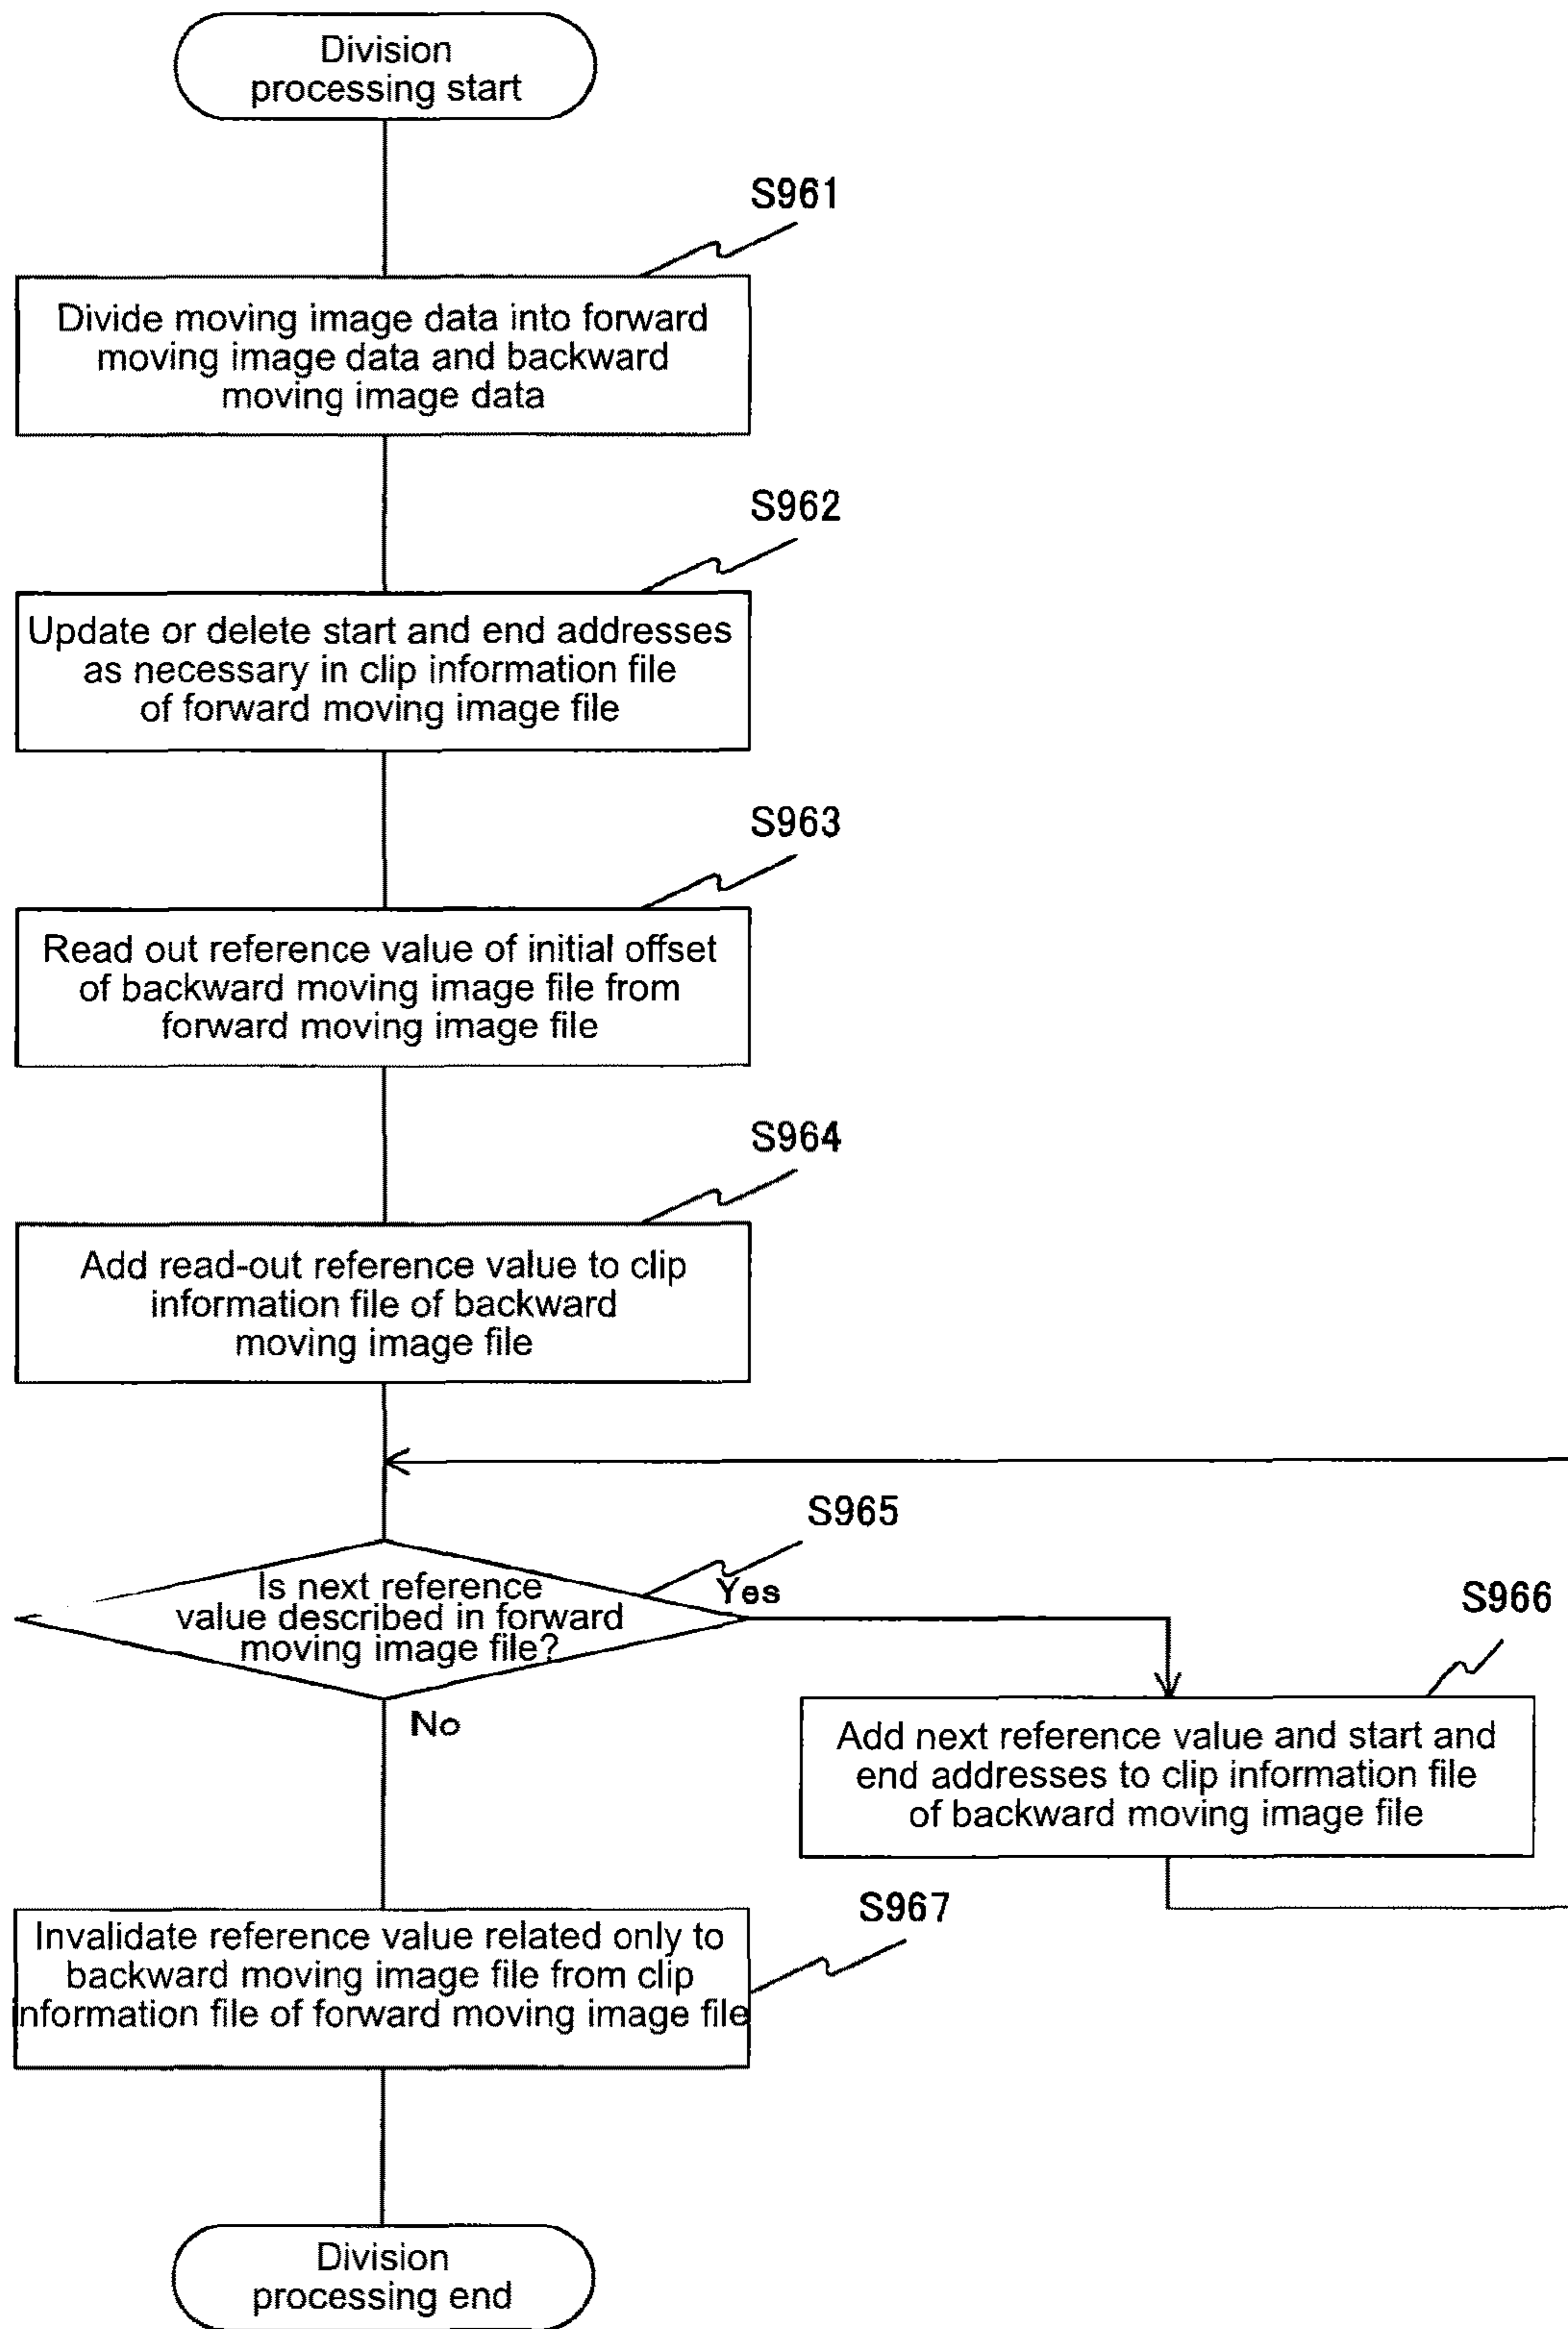 Division
processing start
S961
Divide moving image data into forward
moving image data and backward
moving image data
S962
Update or delete start and end addresses
as necessary in clip information file
of forward moving image file
S963
Read out reference value of initial offset
of backward moving image file from
forward moving image file
S964
Add read-out reference value to clip
information file of backward
moving image file
S965
Is next reference
value described in forward
moving image file?
Yes
No
S966
Add next reference value and start and
end addresses to clip information file
of backward moving image file
S967
Invalidate reference value related only to
backward moving image file from clip
information file of forward moving image file
Division
processing end